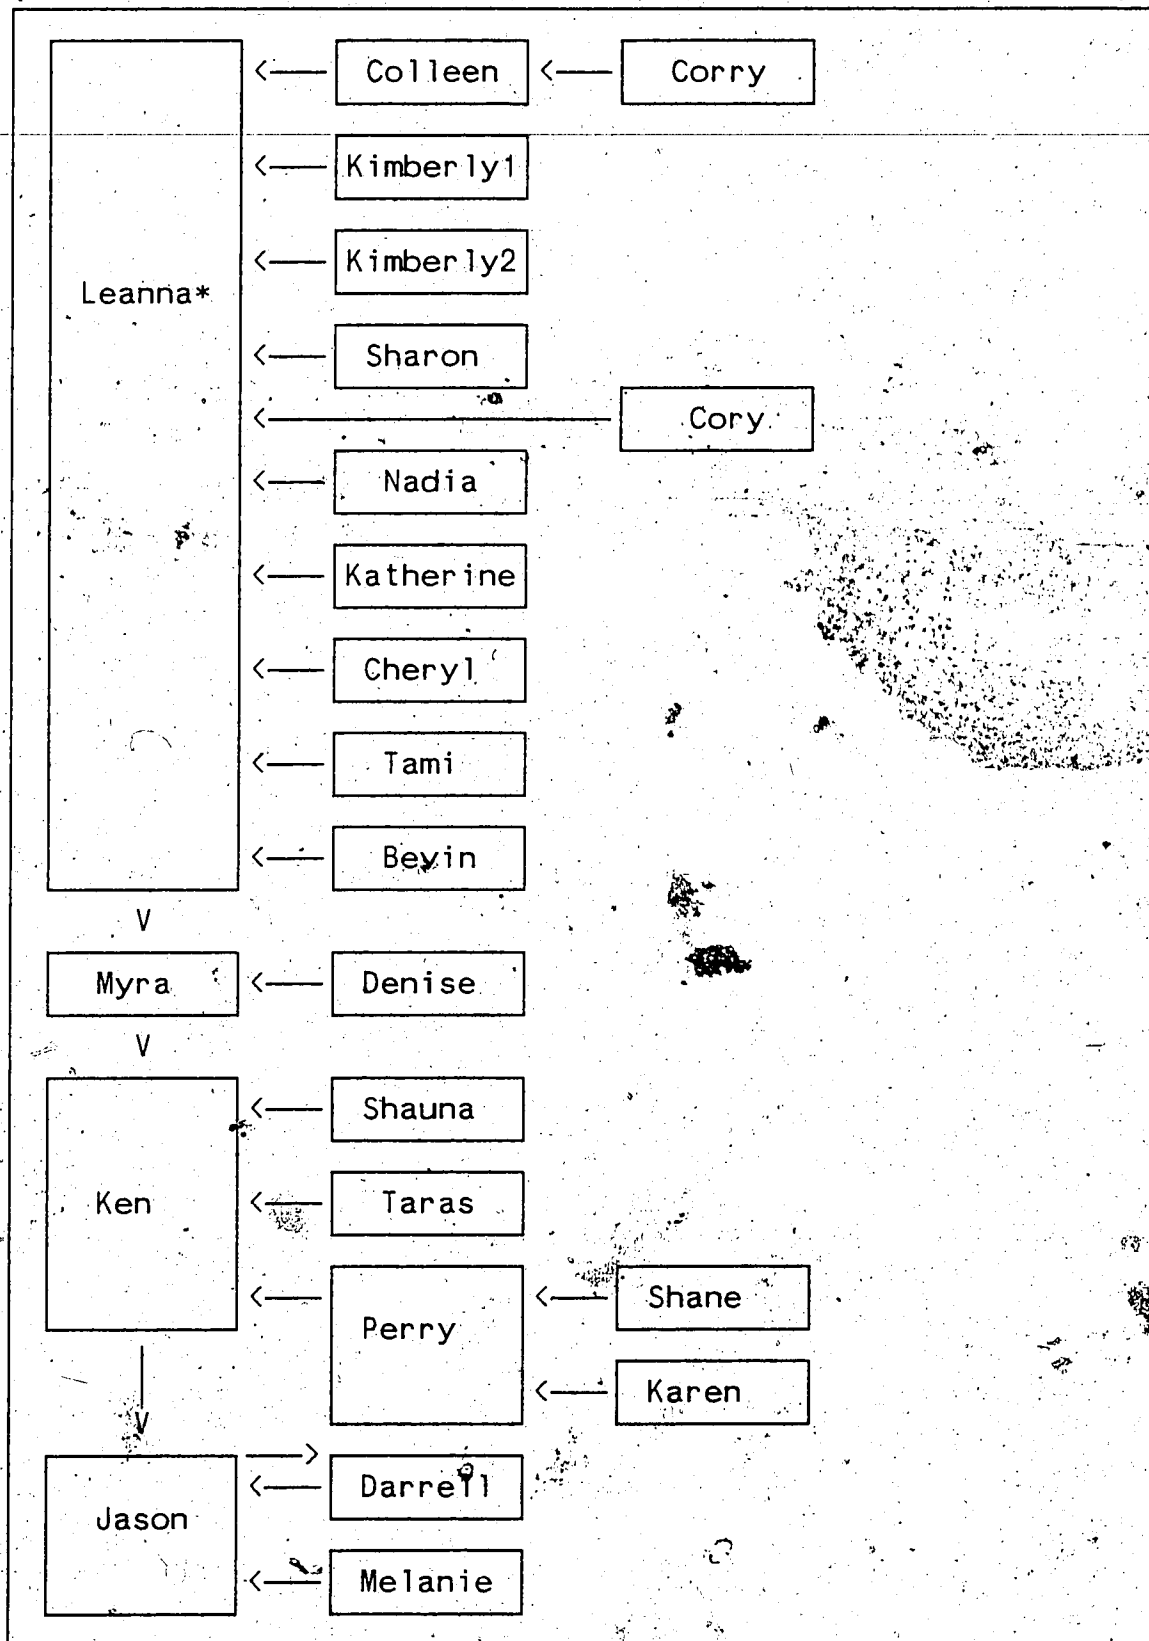 Colleen Corry
Kimberly1
Kimberly2
Leanna*
Sharon
Cory
Nadia
Katherine
Cheryl
Tami
Bevin
V
Myra Denise
V
Shauna
Ken Taras
Shane
Perry
Karen
V
Darrell
Jason
Melanie